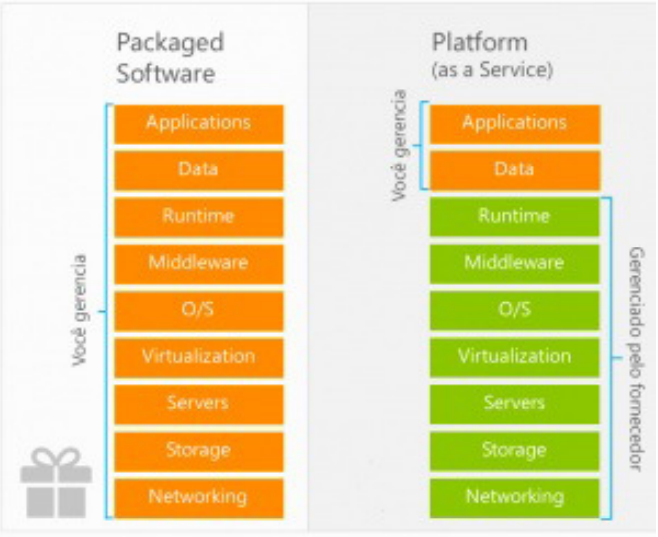 Packaged
Software
Você gerencia
Applications
Data
Runtime
Middleware
O/S
Virtualization
Servers
Storage
Networking
Platform
(as a Service)
Você gerencia
Applications
Data
Runtime
Middleware
O/S
Virtualization
Servers
Storage
Networking
Gerenciado pelo fornecedor